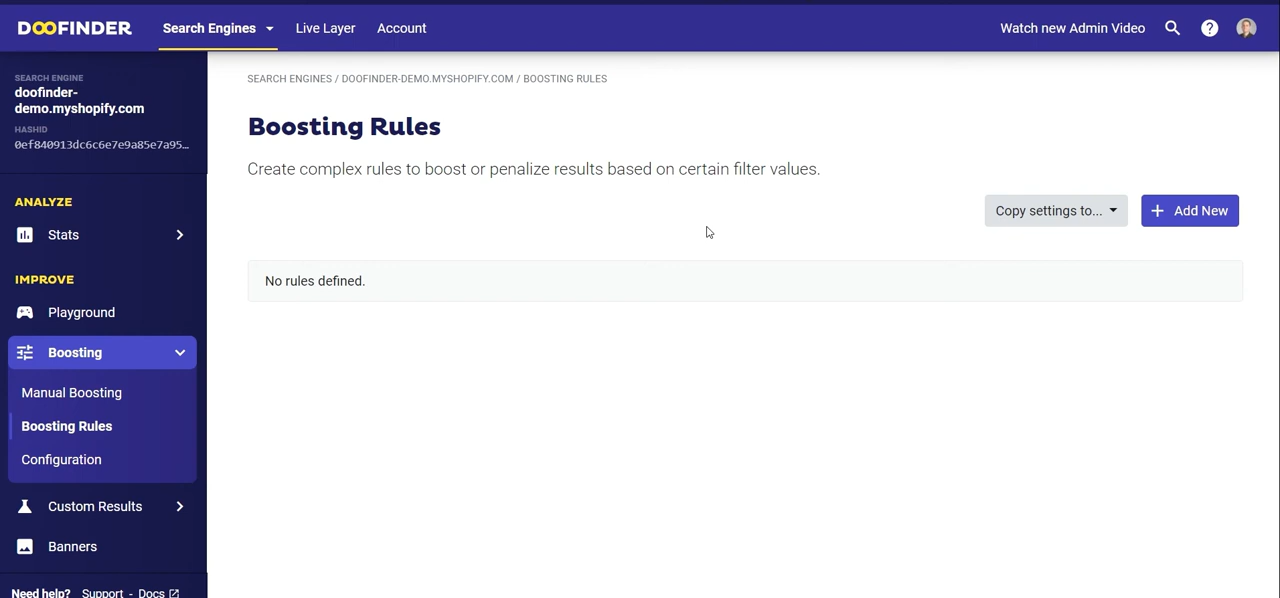 DOOFINDER
Search Engines
Live Layer
Account
Watch new Admin Video
SEARCH ENGINE
doofinder-
demo.myshopify.com
HASHID
0ef840913dc6c6e7e9a85e7a95...
ANALYZE
Stats
IMPROVE
Playground
Boosting
Manual Boosting
Boosting Rules
Configuration
Custom Results
Banners
Need help? Support - Docs
SEARCH ENGINES / DOOFINDER-DEMO.MYSHOPIFY.COM / BOOSTING RULES
Boosting Rules
Create complex rules to boost or penalize results based on certain filter values.
Copy settings to...
+ Add New
No rules defined.